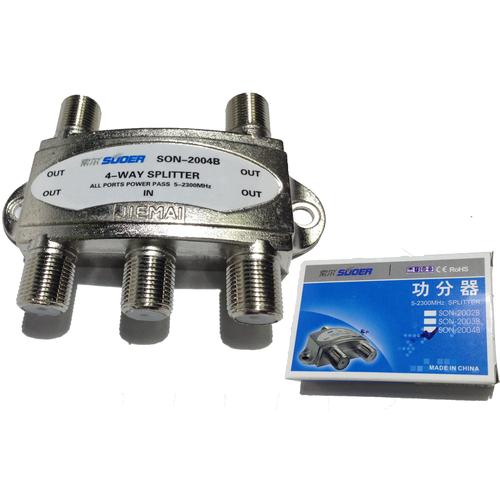 索尔 SUOER SON-2004B
OUT 4-WAY SPLITTER OUT
ALL PORTS POWER PASS 5-2300MHz
OUT IN OUT
JIEMAI
索尔 SUOER CE RoHS
功分器
5-2300MHz SPLITTER
SON-2002B
SON-2003B
SON-2004B
MADE IN CHINA